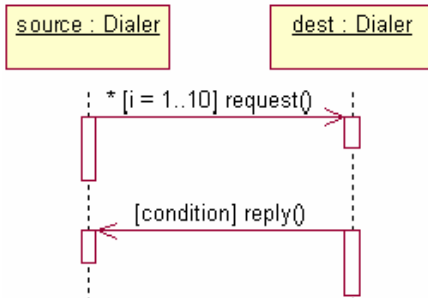 source : Dialer
dest : Dialer
* [i = 1..10] request()
[condition] reply()